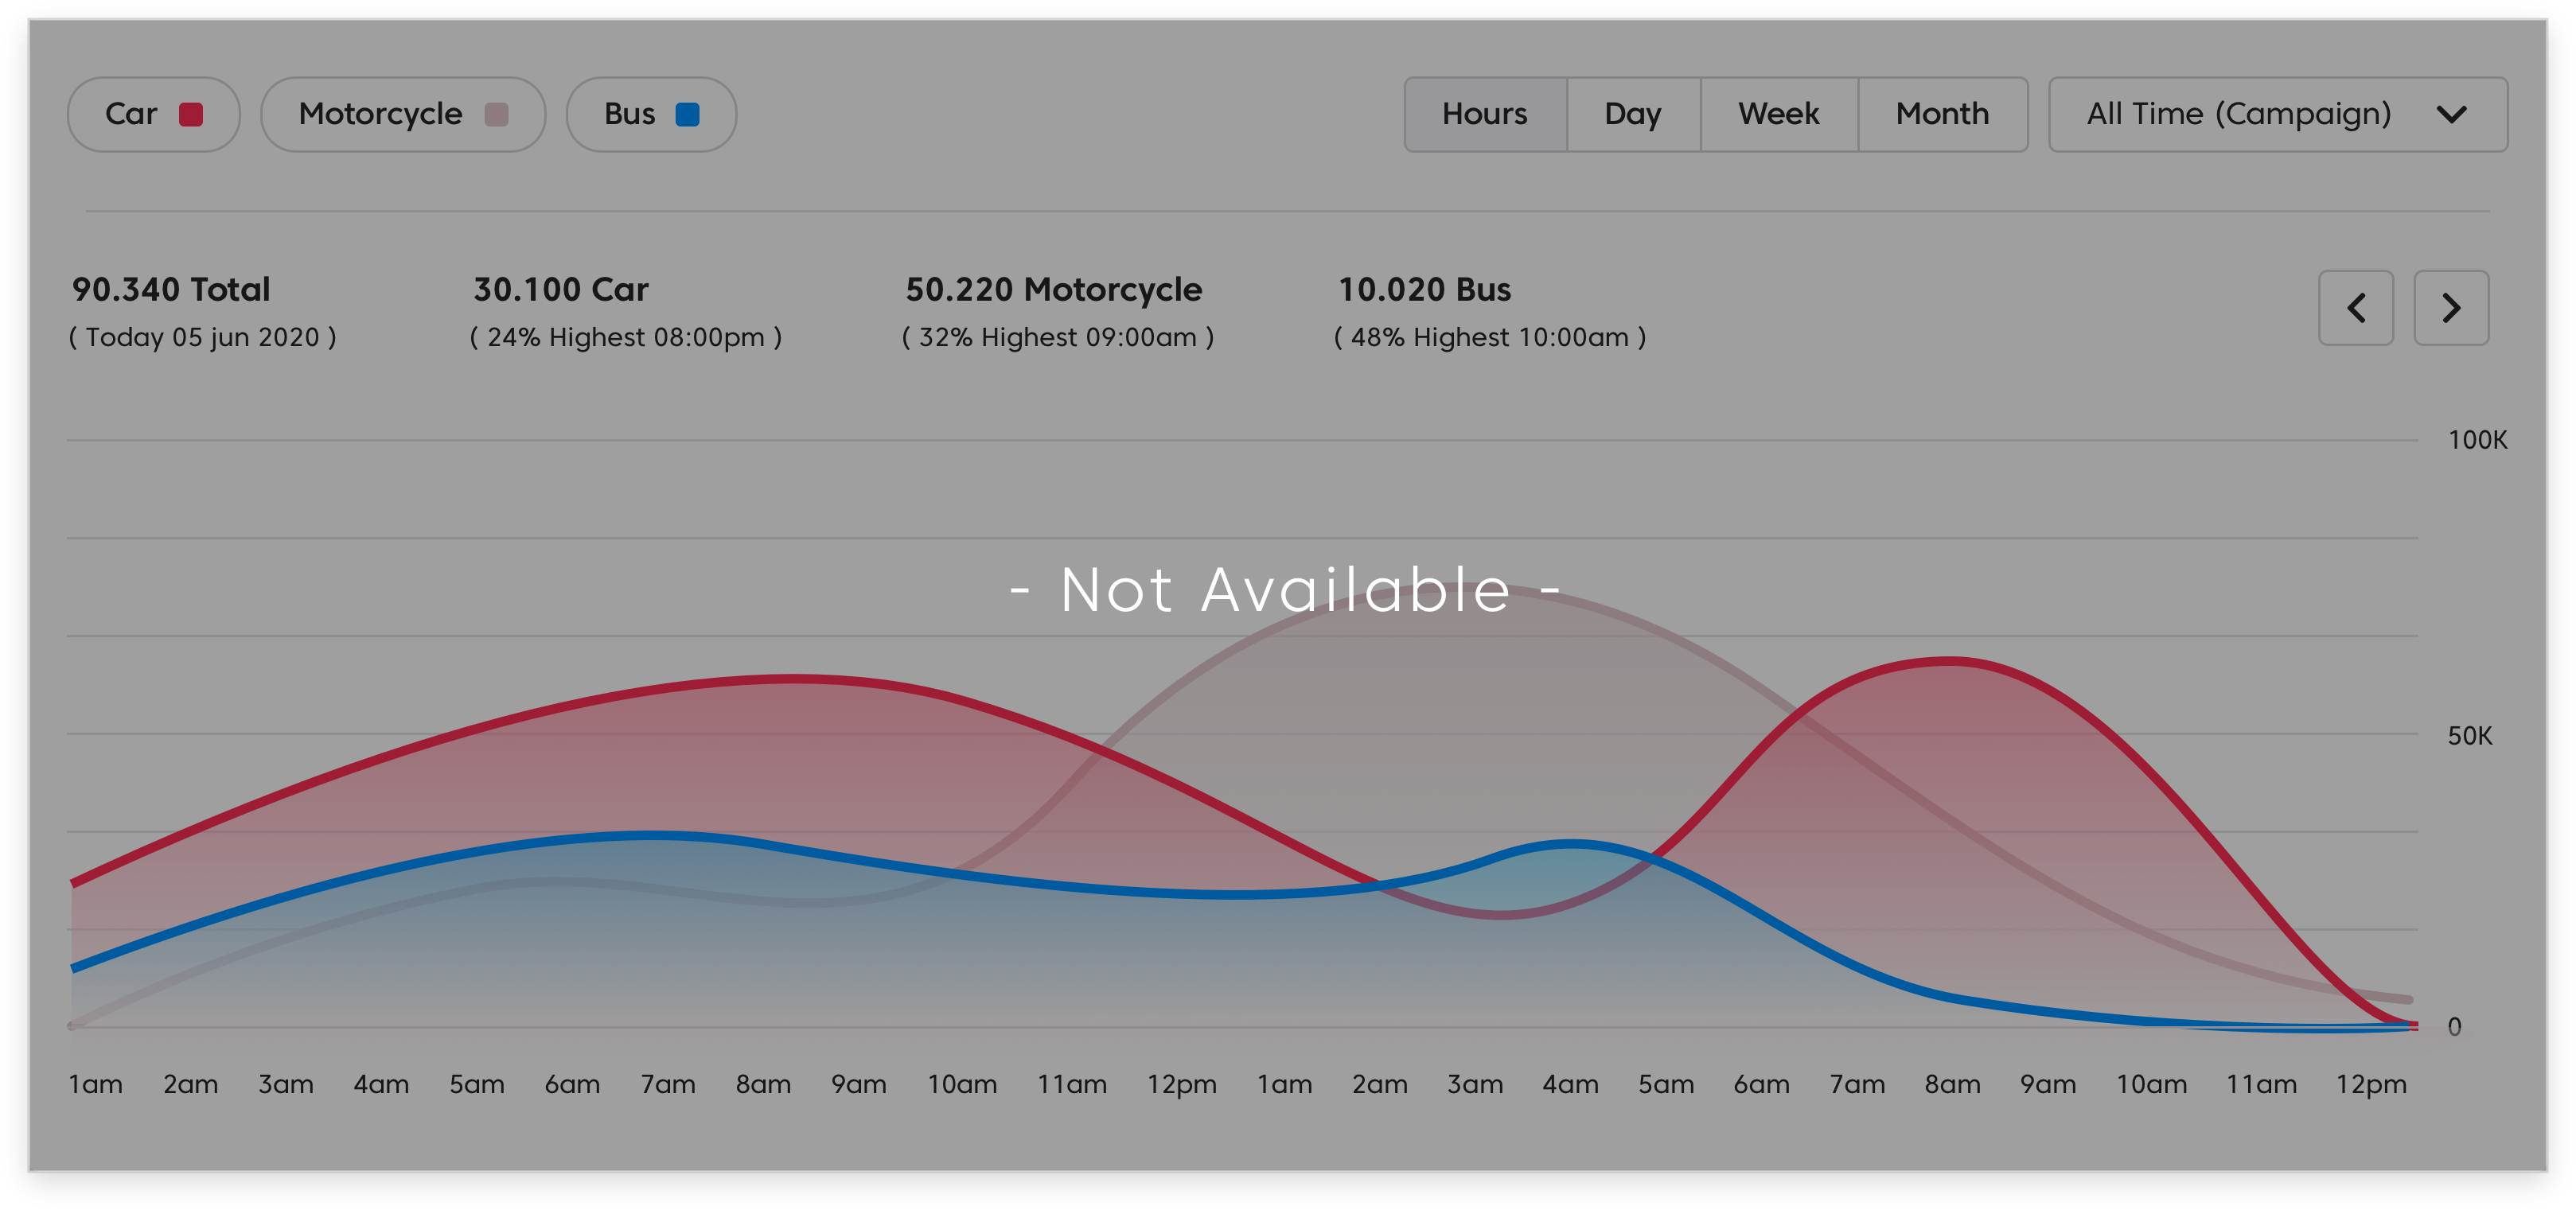 Car Motorcycle Bus Hours Day Week Month All Time (Campaign)
90.340 Total 30.100 Car 50.220 Motorcycle 10.020 Bus
( Today 05 jun 2020 ) ( 24% Highest 08:00pm ) ( 32% Highest 09:00am ) ( 48% Highest 10:00am )
100K
- Not Available -
50K
0
1am 2am 3am 4am 5am 6am 7am 8am 9am 10am 11am 12pm 1am 2am 3am 4am 5am 6am 7am 8am 9am 10am 11am 12pm